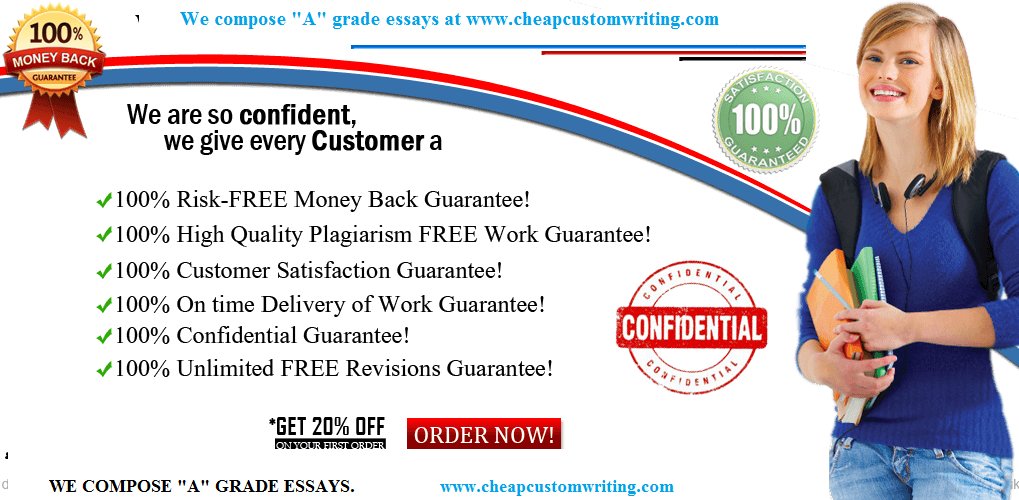 We compose "A" grade essays at www.cheapcustomwriting.com
100%
MONEY BACK
GUARANTEE
We are so confident,
we give every Customer a
SATISFACTION
100%
GUARANTEED
100% Risk-FREE Money Back Guarantee!
100% High Quality Plagiarism FREE Work Guarantee!
100% Customer Satisfaction Guarantee!
100% On time Delivery of Work Guarantee!
100% Confidential Guarantee!
100% Unlimited FREE Revisions Guarantee!
CONFIDENTIAL
CONFIDENTIAL
CONFIDENTIAL
*GET 20% OFF
ON YOUR FIRST ORDER
ORDER NOW!
WE COMPOSE "A" GRADE ESSAYS. www.cheapcustomwriting.com